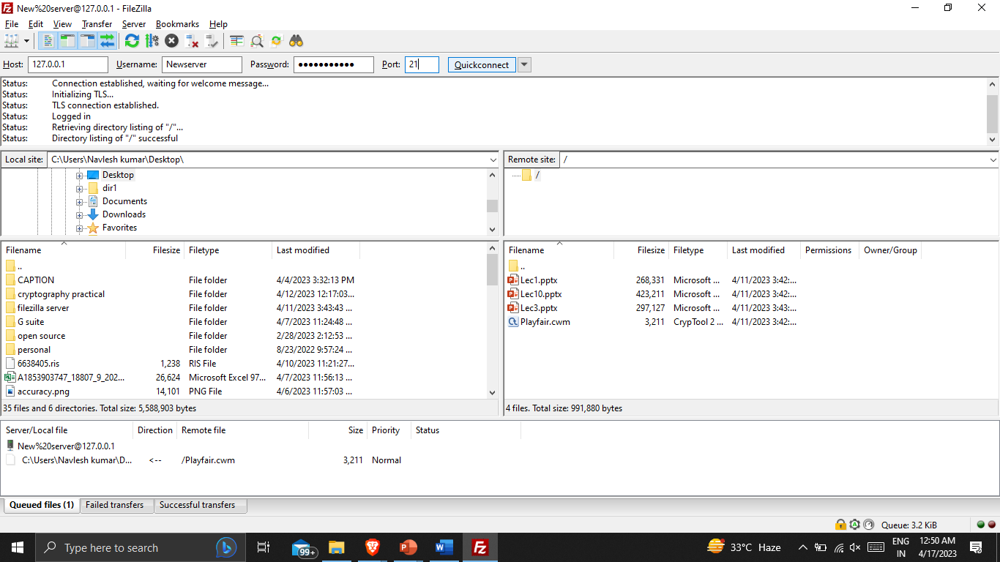 New%20server@127.0.0.1 - FileZilla
File Edit View Transfer Server Bookmarks Help
Host: 127.0.0.1 Username: Newserver Password: ●●●●●●●●●●● Port: 21 Quickconnect
Status: Connection established, waiting for welcome message...
Status: Initializing TLS...
Status: TLS connection established.
Status: Logged in
Status: Retrieving directory listing of "/"...
Status: Directory listing of "/" successful
Local site: C:\Users\Navlesh kumar\Desktop\
Desktop
dir1
Documents
Downloads
Favorites
Remote site: /
/
Filename Filesize Filetype Last modified
..
CAPTION File folder 4/4/2023 3:32:13 PM
cryptography practical File folder 4/12/2023 12:17:03...
filezilla server File folder 4/11/2023 3:43:43 ...
G suite File folder 4/7/2023 11:24:48 ...
open source File folder 2/28/2023 2:12:53 ...
personal File folder 8/23/2022 9:57:24 ...
6638405.ris 1,238 RIS File 4/10/2023 11:21:27...
A1853903747_18807_9_202... 26,624 Microsoft Excel 97... 4/7/2023 11:56:13 ...
accuracy.png 14,101 PNG File 4/6/2023 11:57:03 ...
35 files and 6 directories. Total size: 5,588,903 bytes
Filename Filesize Filetype Last modified Permissions Owner/Group
..
Lec1.pptx 268,331 Microsoft ... 4/11/2023 3:42:...
Lec10.pptx 423,211 Microsoft ... 4/11/2023 3:42:...
Lec3.pptx 297,127 Microsoft ... 4/11/2023 3:43:...
Playfair.cwm 3,211 CrypTool 2 ... 4/11/2023 3:42:...
4 files. Total size: 991,880 bytes
Server/Local file Direction Remote file Size Priority Status
New%20server@127.0.0.1
C:\Users\Navlesh kumar\D... <-- /Playfair.cwm 3,211 Normal
Queued files (1) Failed transfers Successful transfers
Queue: 3.2 KiB
Type here to search 99+ 33°C Haze ENG IN 12:50 AM 4/17/2023